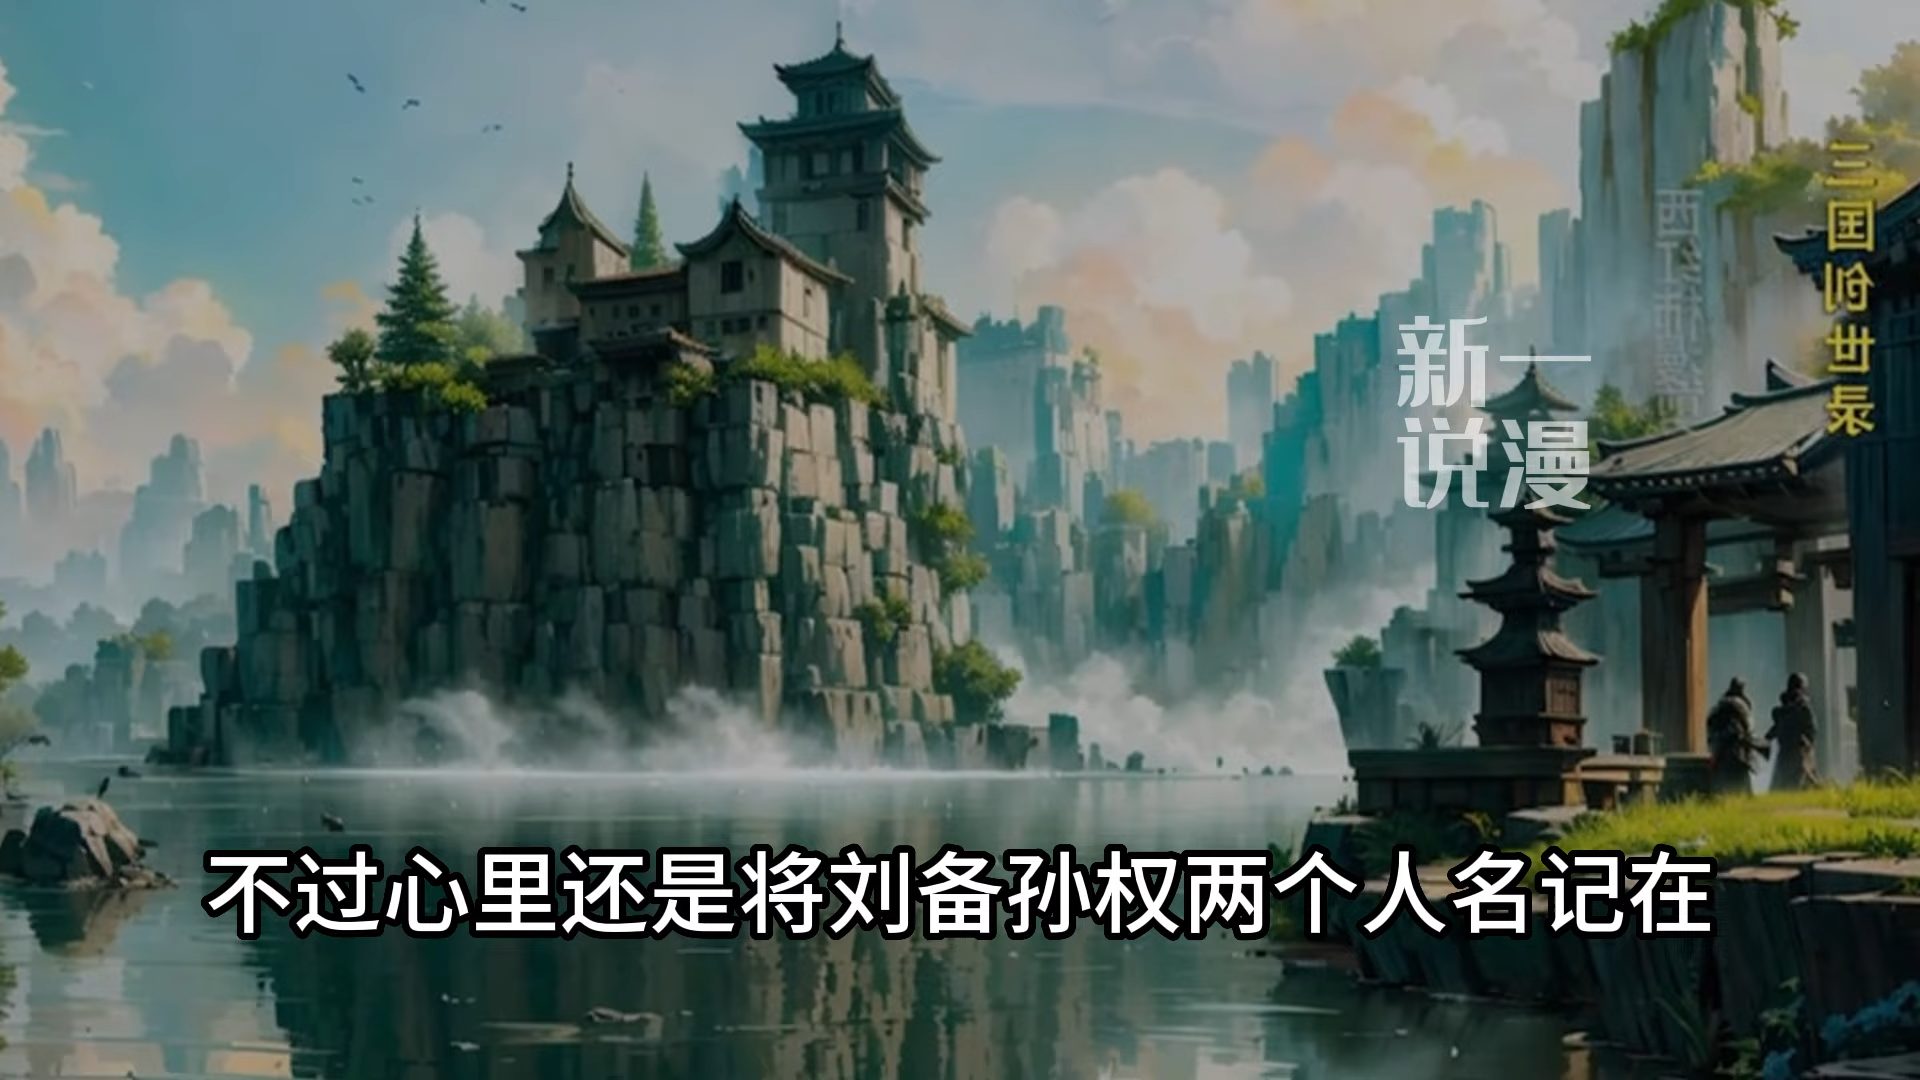 三国创世录
新一
说漫
不过心里还是将刘备孙权两个人名记在